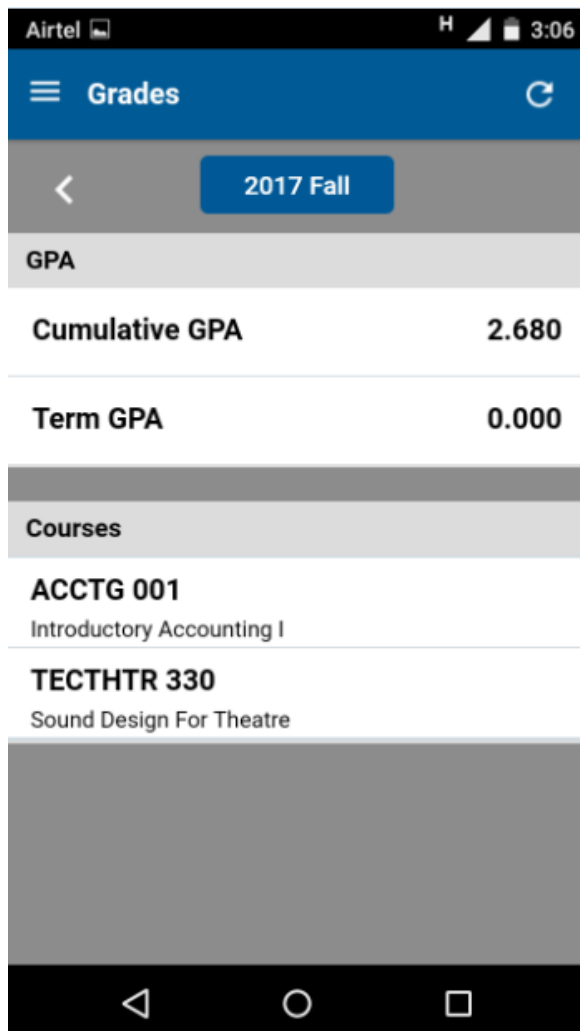 Airtel H 3:06
Grades
2017 Fall
GPA
Cumulative GPA 2.680
Term GPA 0.000
Courses
ACCTG 001
Introductory Accounting I
TECTHTR 330
Sound Design For Theatre